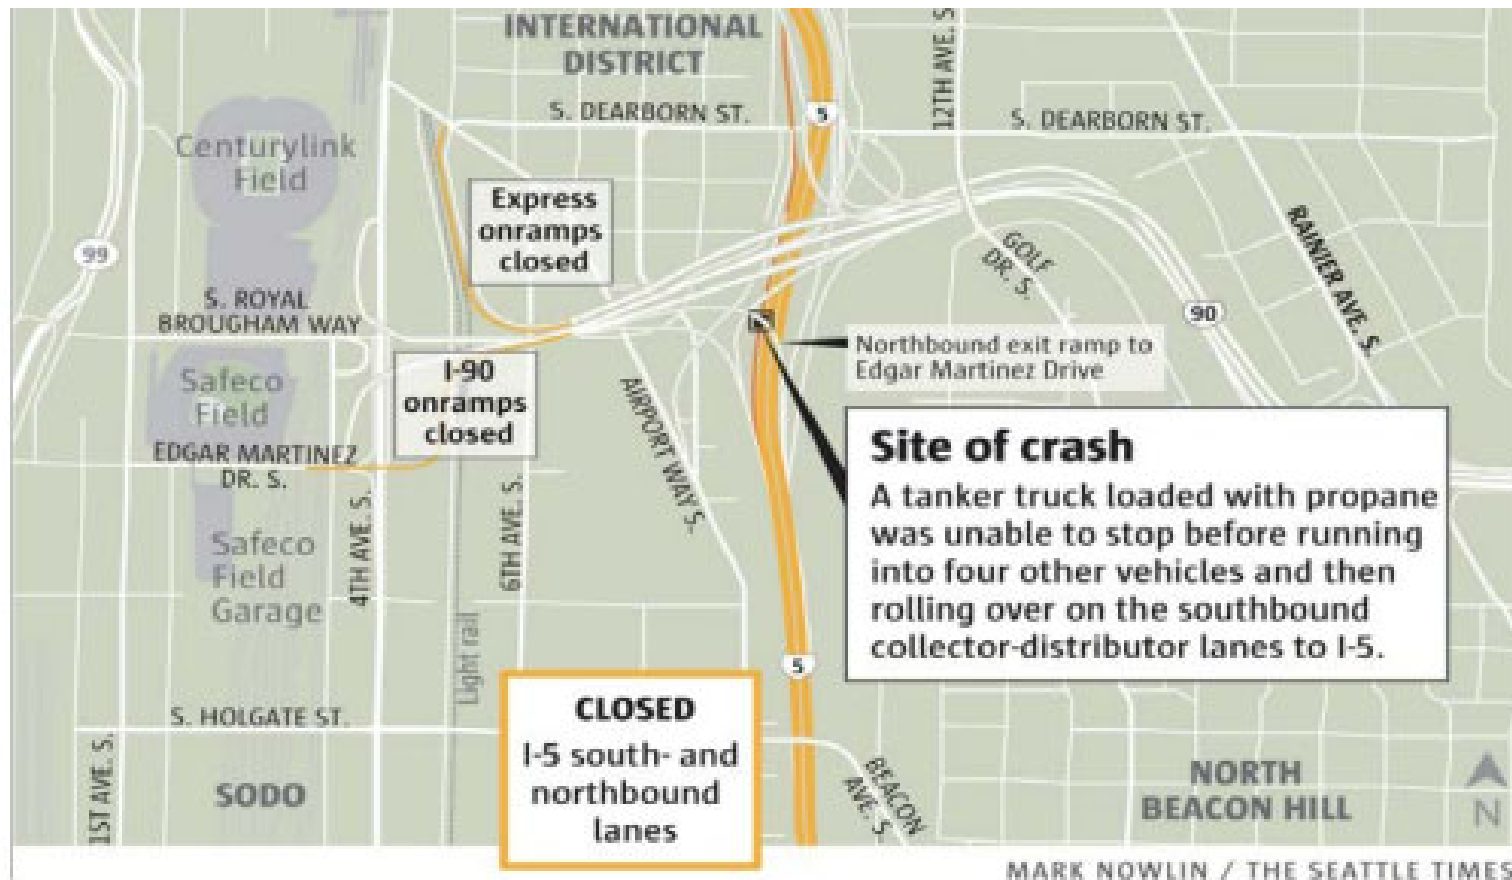 INTERNATIONAL
DISTRICT
12TH AVE. S.
S. DEARBORN ST.
5
S. DEARBORN ST.
Centurylink
Field
Express
onramps
closed
RAINIER AVE. S.
GOLF
DR. S.
99
S. ROYAL
BROUGHAM WAY
90
Northbound exit ramp to
Edgar Martinez Drive
I-90
onramps
closed
Safeco
Field
AIRPORT WAY S.
EDGAR MARTINEZ
DR. S.
Site of crash
A tanker truck loaded with propane
was unable to stop before running
into four other vehicles and then
rolling over on the southbound
collector-distributor lanes to I-5.
4TH AVE. S.
6TH AVE. S.
Safeco
Field
Garage
Light rail
5
CLOSED
I-5 south- and
northbound
lanes
S. HOLGATE ST.
1ST AVE. S.
SODO
BEACON
AVE. S.
NORTH
BEACON HILL
N
MARK NOWLIN / THE SEATTLE TIMES